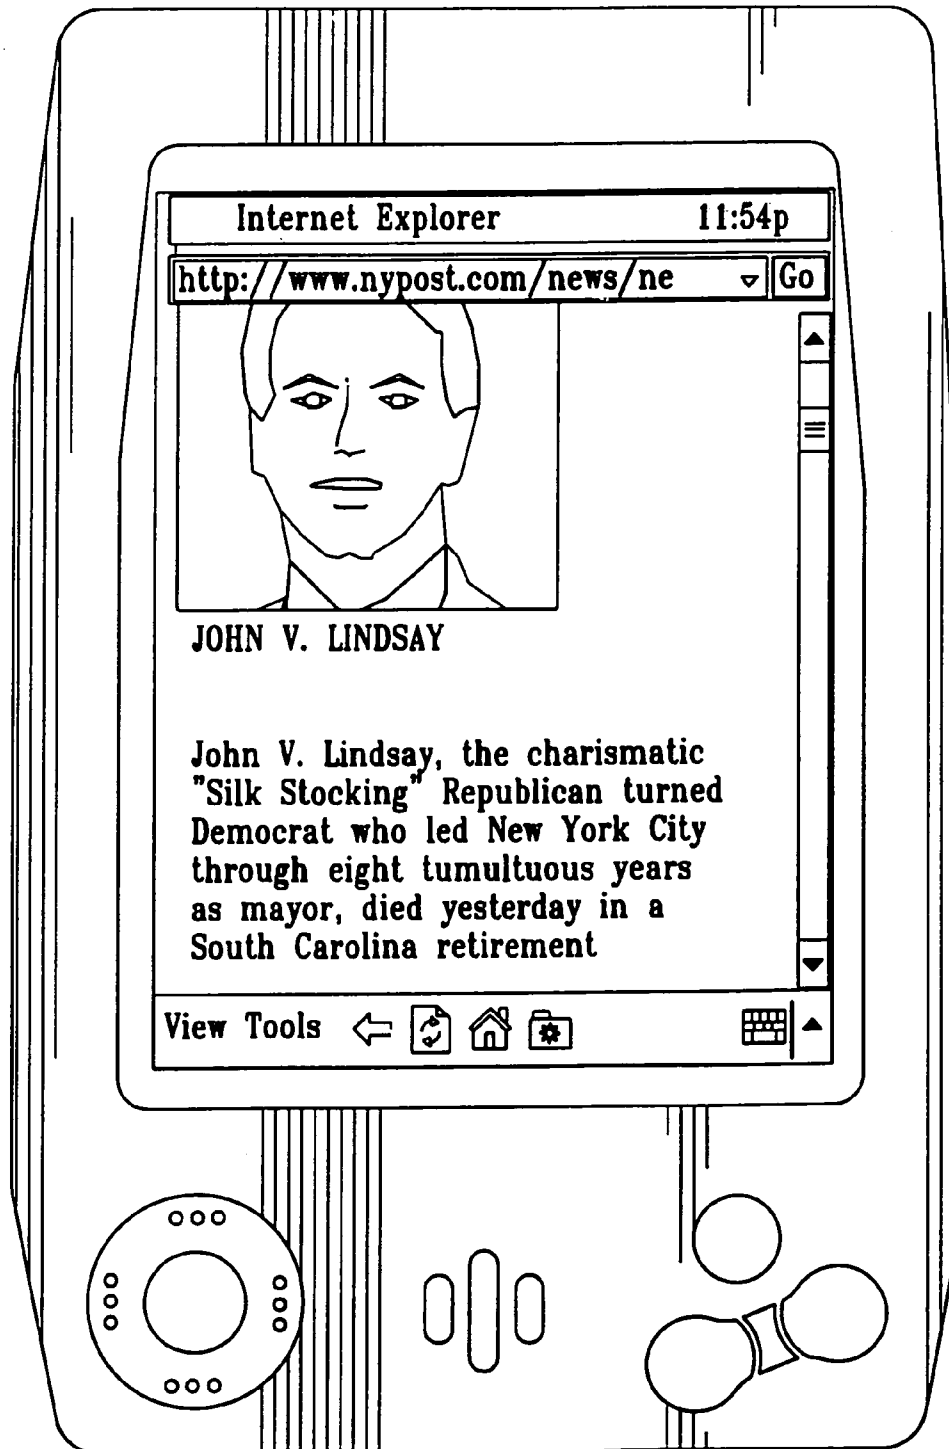 Internet Explorer 11:54p
http://www.nypost.com/news/ne Go
JOHN V. LINDSAY
John V. Lindsay, the charismatic
"Silk Stocking" Republican turned
Democrat who led New York City
through eight tumultuous years
as mayor, died yesterday in a
South Carolina retirement
View Tools